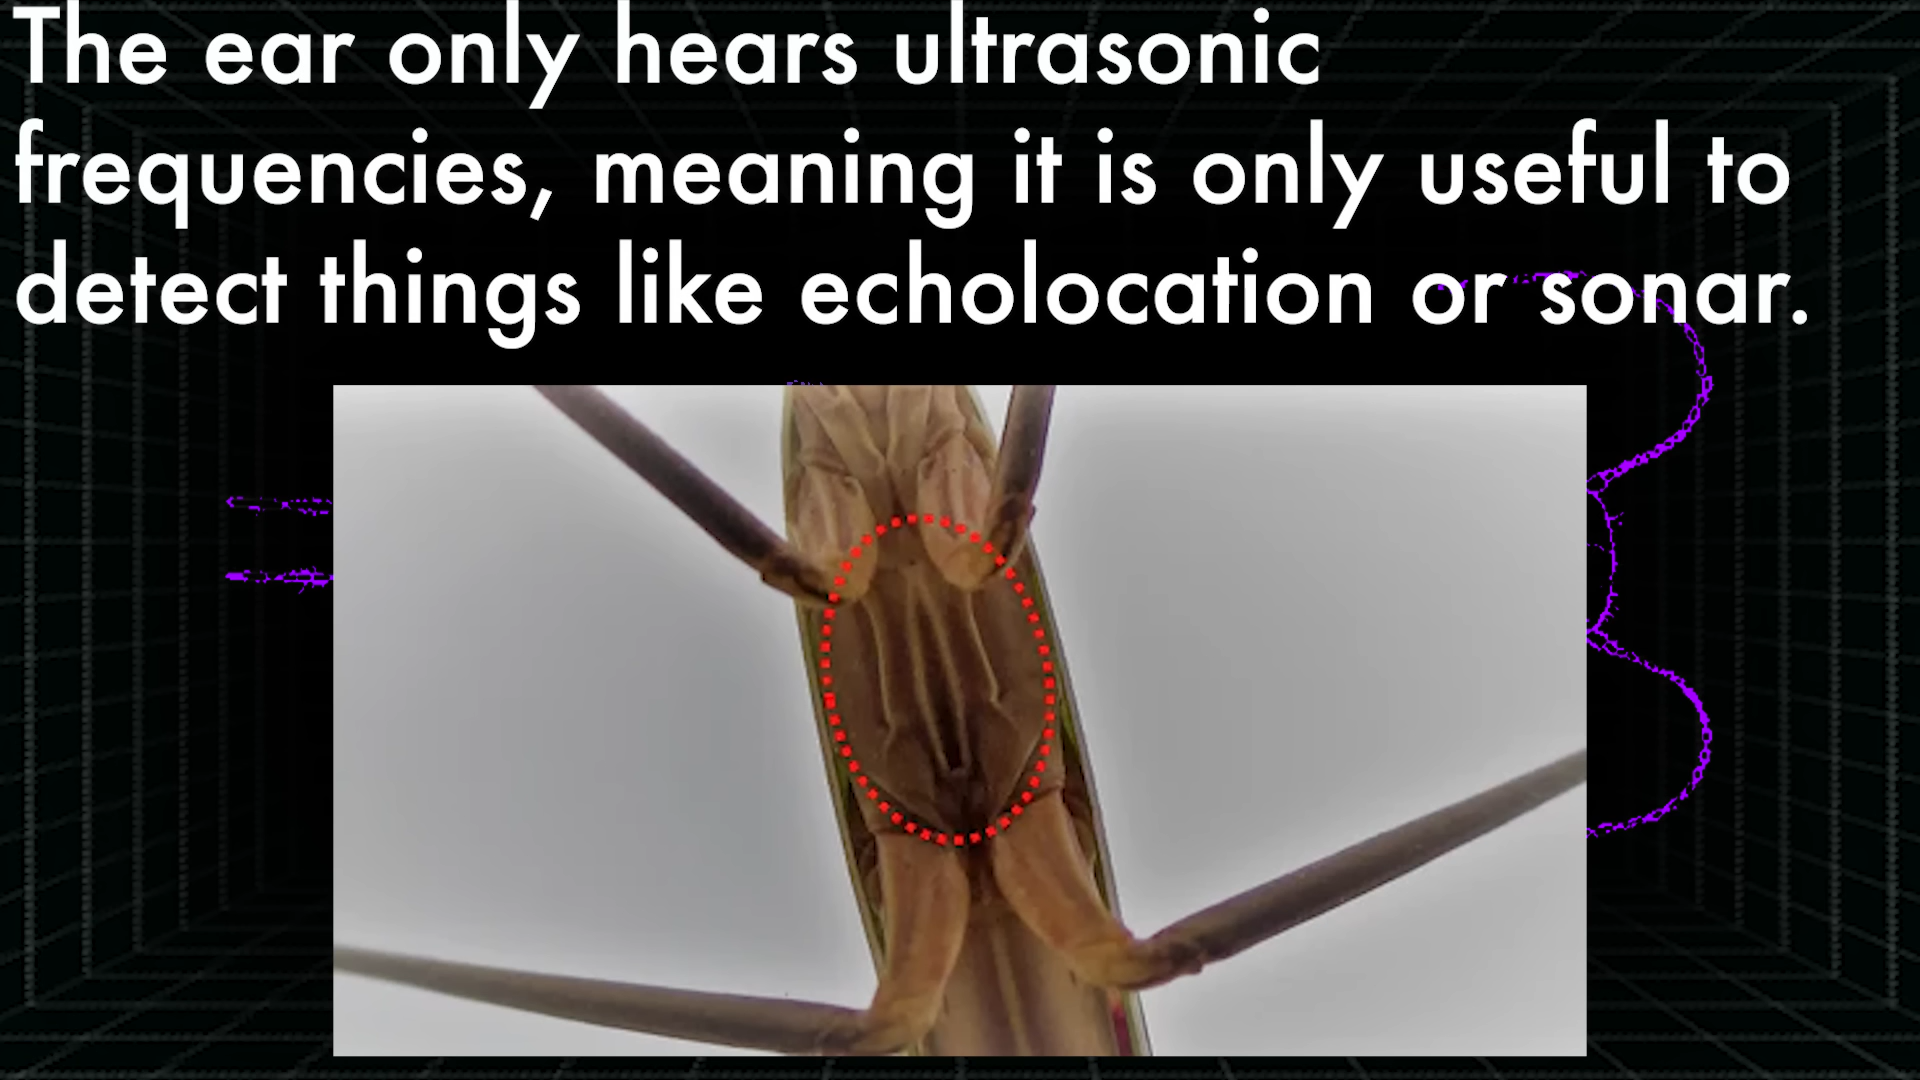 The ear only hears ultrasonic
frequencies, meaning it is only useful to
detect things like echolocation or sonar.